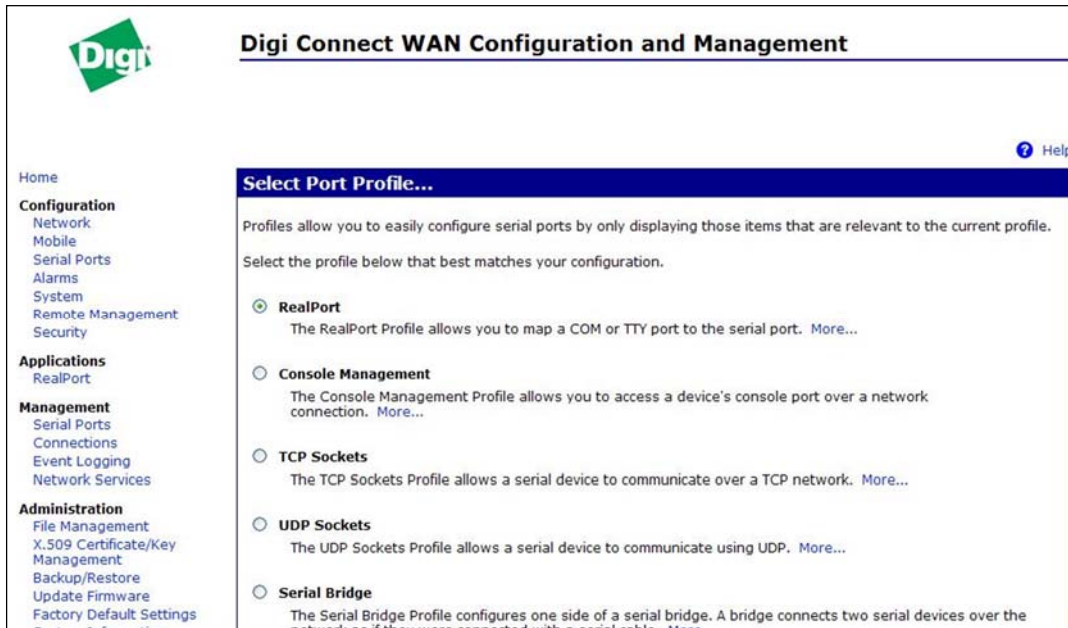 Digi
Digi Connect WAN Configuration and Management
Help
Home
Configuration
Network
Mobile
Serial Ports
Alarms
System
Remote Management
Security
Applications
RealPort
Management
Serial Ports
Connections
Event Logging
Network Services
Administration
File Management
X.509 Certificate/Key
Management
Backup/Restore
Update Firmware
Factory Default Settings
Select Port Profile...
Profiles allow you to easily configure serial ports by only displaying those items that are relevant to the current profile.
Select the profile below that best matches your configuration.
RealPort
The RealPort Profile allows you to map a COM or TTY port to the serial port. More...
Console Management
The Console Management Profile allows you to access a device's console port over a network
connection. More...
TCP Sockets
The TCP Sockets Profile allows a serial device to communicate over a TCP network. More...
UDP Sockets
The UDP Sockets Profile allows a serial device to communicate using UDP. More...
Serial Bridge
The Serial Bridge Profile configures one side of a serial bridge. A bridge connects two serial devices over the